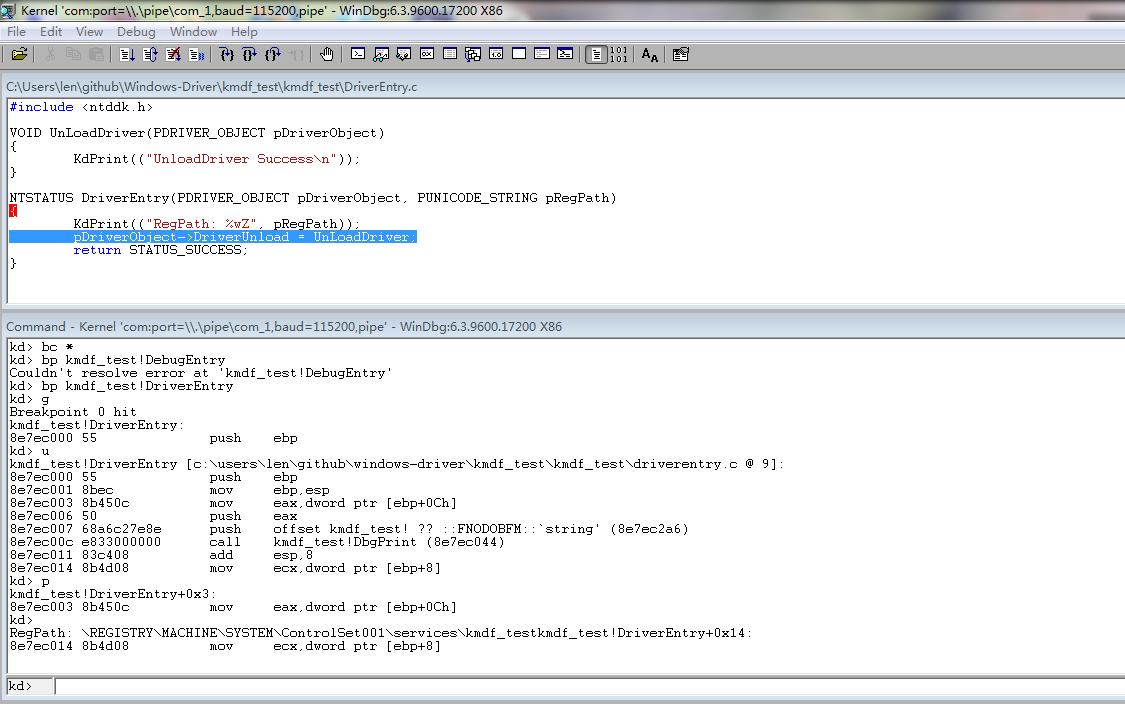 Kernel 'com:port=\\.\pipe\com_1,baud=115200,pipe' - WinDbg:6.3.9600.17200 X86
File Edit View Debug Window Help
C:\Users\len\github\Windows-Driver\kmdf_test\kmdf_test\DriverEntry.c
#include <ntddk.h>
VOID UnLoadDriver(PDRIVER_OBJECT pDriverObject)
{
KdPrint(("UnloadDriver Success\n"));
}
NTSTATUS DriverEntry(PDRIVER_OBJECT pDriverObject, PUNICODE_STRING pRegPath)
{
KdPrint(("RegPath: %wZ", pRegPath));
pDriverObject->DriverUnload = UnLoadDriver;
return STATUS_SUCCESS;
}
Command - Kernel 'com:port=\\.\pipe\com_1,baud=115200,pipe' - WinDbg:6.3.9600.17200 X86
kd> bc *
kd> bp kmdf_test!DebugEntry
Couldn't resolve error at 'kmdf_test!DebugEntry'
kd> bp kmdf_test!DriverEntry
kd> g
Breakpoint 0 hit
kmdf_test!DriverEntry:
8e7ec000 55 push ebp
kd> u
kmdf_test!DriverEntry [c:\users\len\github\windows-driver\kmdf_test\kmdf_test\driverentry.c @ 9]:
8e7ec000 55 push ebp
8e7ec001 8bec mov ebp,esp
8e7ec003 8b450c mov eax,dword ptr [ebp+0Ch]
8e7ec006 50 push eax
8e7ec007 68a6c27e8e push offset kmdf_test! ?? ::FNODOBFM::`string' (8e7ec2a6)
8e7ec00c e833000000 call kmdf_test!DbgPrint (8e7ec044)
8e7ec011 83c408 add esp,8
8e7ec014 8b4d08 mov ecx,dword ptr [ebp+8]
kd> p
kmdf_test!DriverEntry+0x3:
8e7ec003 8b450c mov eax,dword ptr [ebp+0Ch]
kd>
RegPath: \REGISTRY\MACHINE\SYSTEM\ControlSet001\services\kmdf_testkmdf_test!DriverEntry+0x14:
8e7ec014 8b4d08 mov ecx,dword ptr [ebp+8]
kd>